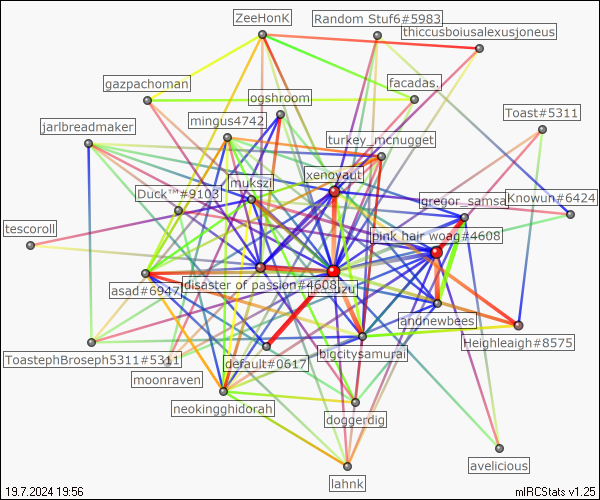 ZeeHonK
Random Stuf6#5983
thiccusboiusalexusjoneus
gazpachoman
facadas.
ogshroom
Toast#5311
jarlbreadmaker
mingus4742
turkey_mcnugget
xenoyaut
mukszi
Duck™#9103
gregor_samsa
Knowun#6424
tescoroll
pink hair woag#4608
asad#6947
disaster of passion#4608
uzu
andnewbees
Heighleaigh#8575
ToastephBroseph5311#5311
default#0617
bigcitysamurai
moonraven
neokingghidorah
doggerdig
avelicious
lahnk
19.7.2024 19:56
mIRCStats v1.25